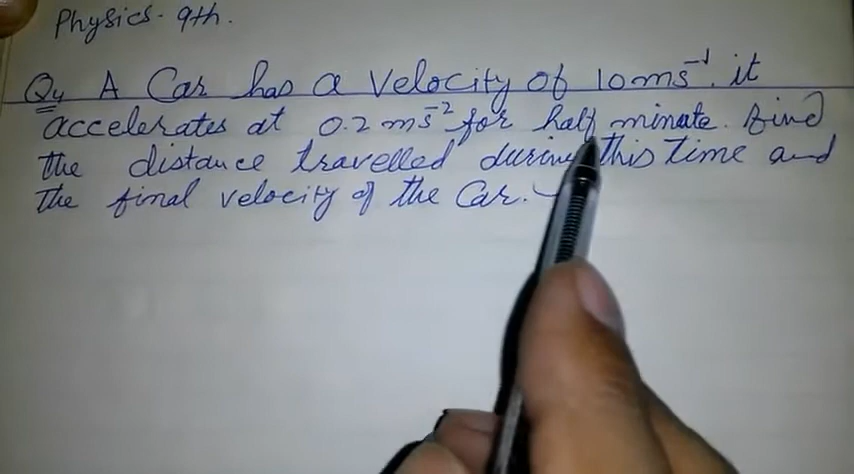 Physics - 9th.
Q4 A Car has a Velocity of 10ms⁻¹. it
accelerates at 0.2 ms⁻² for half minute. Find
the distance travelled during this time and
the final velocity of the Car.